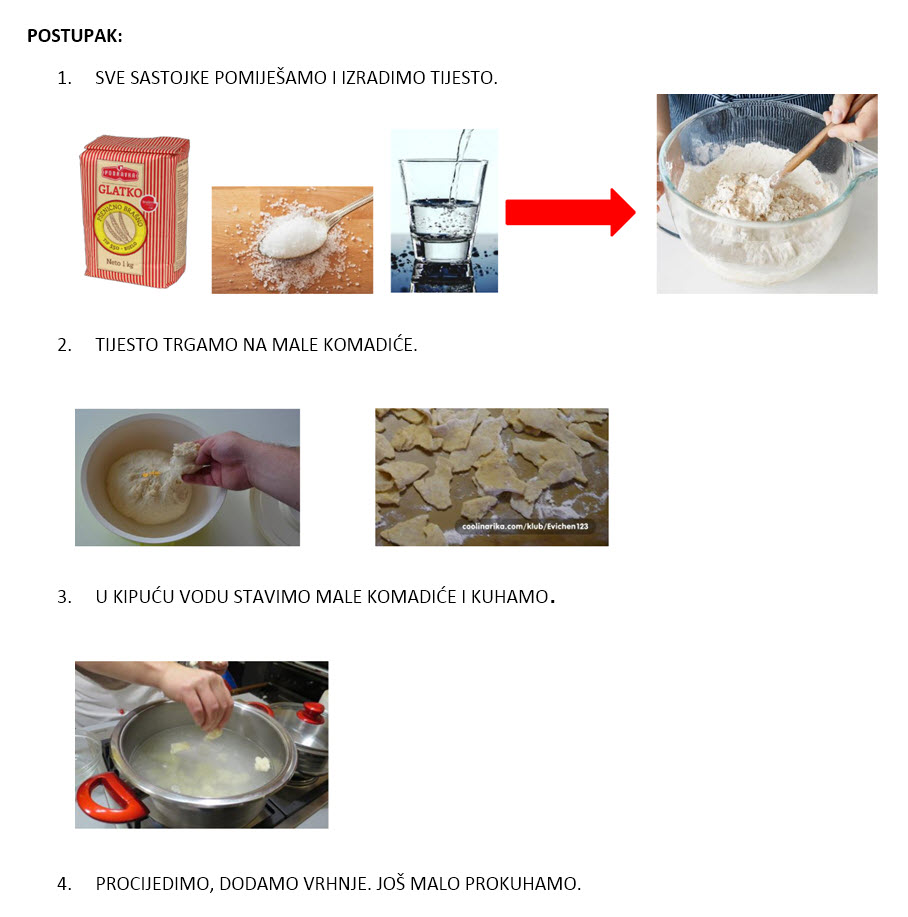 POSTUPAK:
1. SVE SASTOJKE POMIJEŠAMO I IZRADIMO TIJESTO.
PODRAVKA
GLATKO
PŠENIČNO BRAŠNO
TIP 550
Neto 1 kg
2. TIJESTO TRGAMO NA MALE KOMADIĆE.
coolinarika.com/klub/Evichen123
3. U KIPUĆU VODU STAVIMO MALE KOMADIĆE I KUHAMO.
4. PROCIJEDIMO, DODAMO VRHNJE. JOŠ MALO PROKUHAMO.